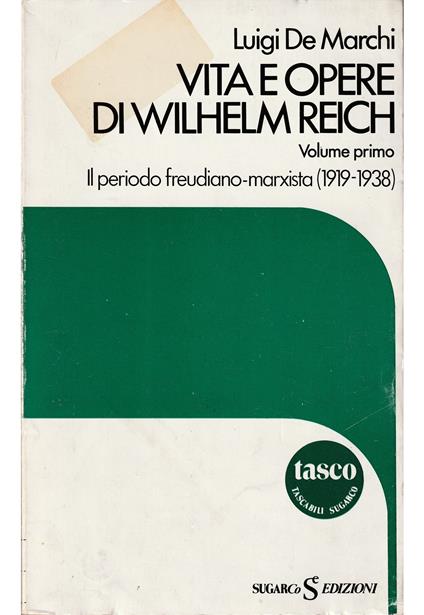 Luigi De Marchi
VITA E OPERE
DI WILHELM REICH
Volume primo
Il periodo freudiano-marxista (1919-1938)
tasco
TASCABILI SUGARCO
SUGARCo Se EDIZIONI